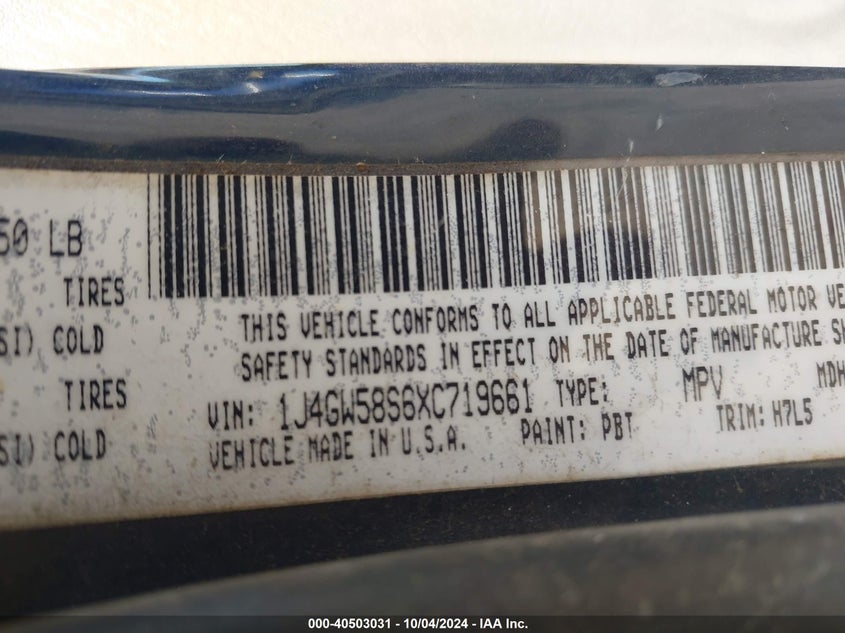 50 LB
TIRES
SI) COLD
TIRES
SI) COLD
THIS VEHICLE CONFORMS TO ALL APPLICABLE FEDERAL MOTOR VE
SAFETY STANDARDS IN EFFECT ON THE DATE OF MANUFACTURE SH
VIN: 1J4GW58S6XC719661 TYPE: MPV MDH
VEHICLE MADE IN U.S.A. PAINT: PBT TRIM: H7L5
000-40503031 - 10/04/2024 - IAA Inc.